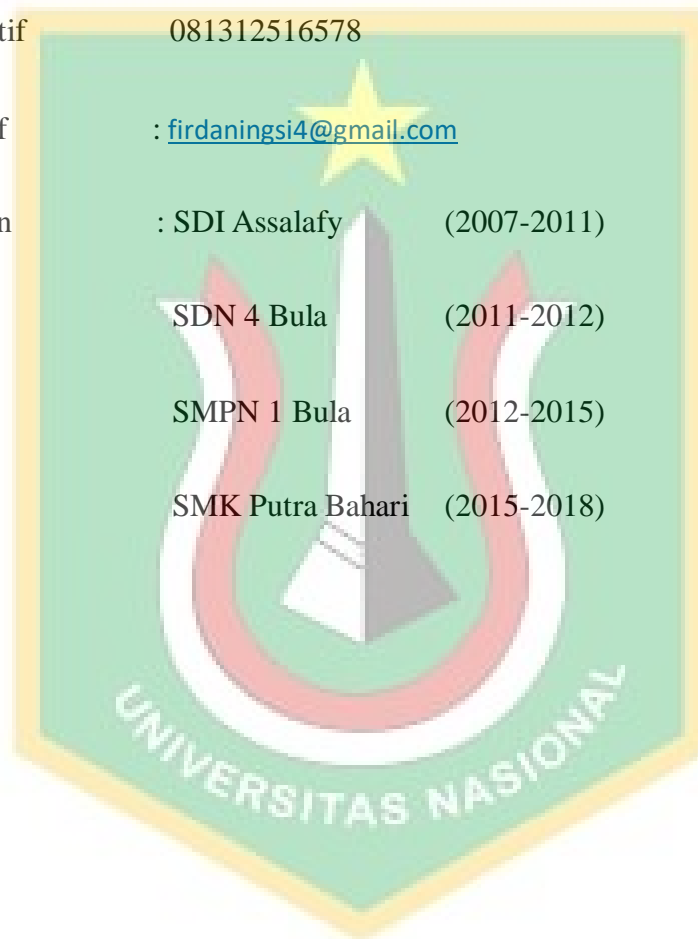 tif 081312516578
f : firdaningsi4@gmail.com
n : SDI Assalafy (2007-2011)
SDN 4 Bula (2011-2012)
SMPN 1 Bula (2012-2015)
SMK Putra Bahari (2015-2018)
UNIVERSITAS NASIONAL